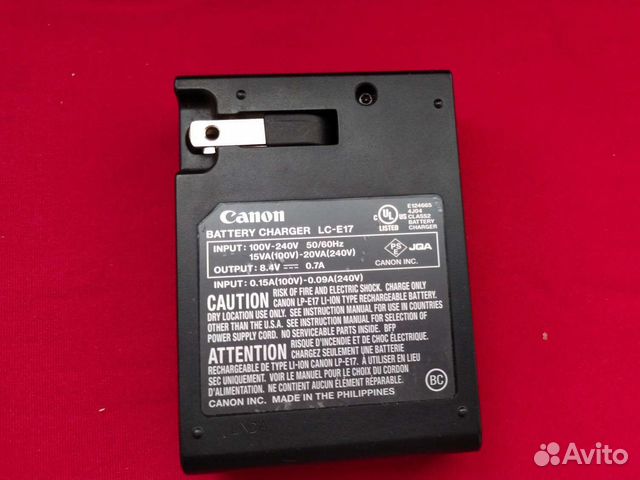 Canon
BATTERY CHARGER LC-E17
INPUT: 100V-240V 50/60Hz
15VA(100V)-20VA(240V)
OUTPUT: 8.4V 0.7A
INPUT: 0.15A(100V)-0.09A(240V)
C UL US
LISTED
E124665
4J04
CLASS2
BATTERY
CHARGER
PS
E
JQA
CANON INC.
CAUTION RISK OF FIRE AND ELECTRIC SHOCK. CHARGE ONLY
CANON LP-E17 LI-ION TYPE RECHARGEABLE BATTERY.
DRY LOCATION USE ONLY. SEE INSTRUCTION MANUAL FOR USE IN COUNTRIES
OTHER THAN THE U.S.A. SEE INSTRUCTION MANUAL FOR SELECTION OF
POWER SUPPLY CORD. NO SERVICEABLE PARTS INSIDE. BFP
ATTENTION RISQUE D'INCENDIE ET DE CHOC ÉLECTRIQUE.
CHARGEZ SEULEMENT UNE BATTERIE
RECHARGEABLE DE TYPE LI-ION CANON LP-E17. À UTILISER EN LIEU
SEC UNIQUEMENT. VOIR LE MANUEL POUR LE CHOIX DU CORDON
D'ALIMENTATION. NE CONTIENT AUCUN ÉLÉMENT RÉPARABLE.
BC
CANON INC. MADE IN THE PHILIPPINES
Avito